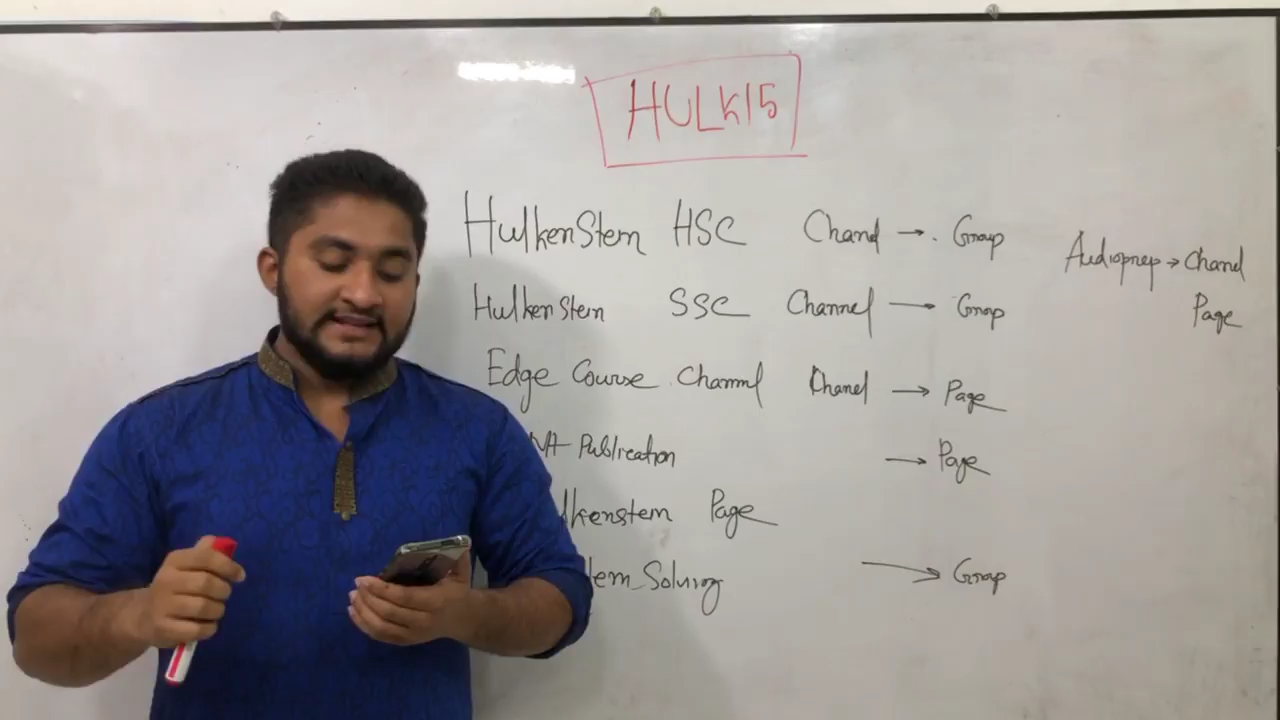 HULK15
HulkenStem HSC Chanel → Group
HulkenStem SSC Channel → Group
Edge Course Channel Chanel → Page
Publication → Page
lkenstem Page
lem Solving → Group
Audioprep → Chanel
Page